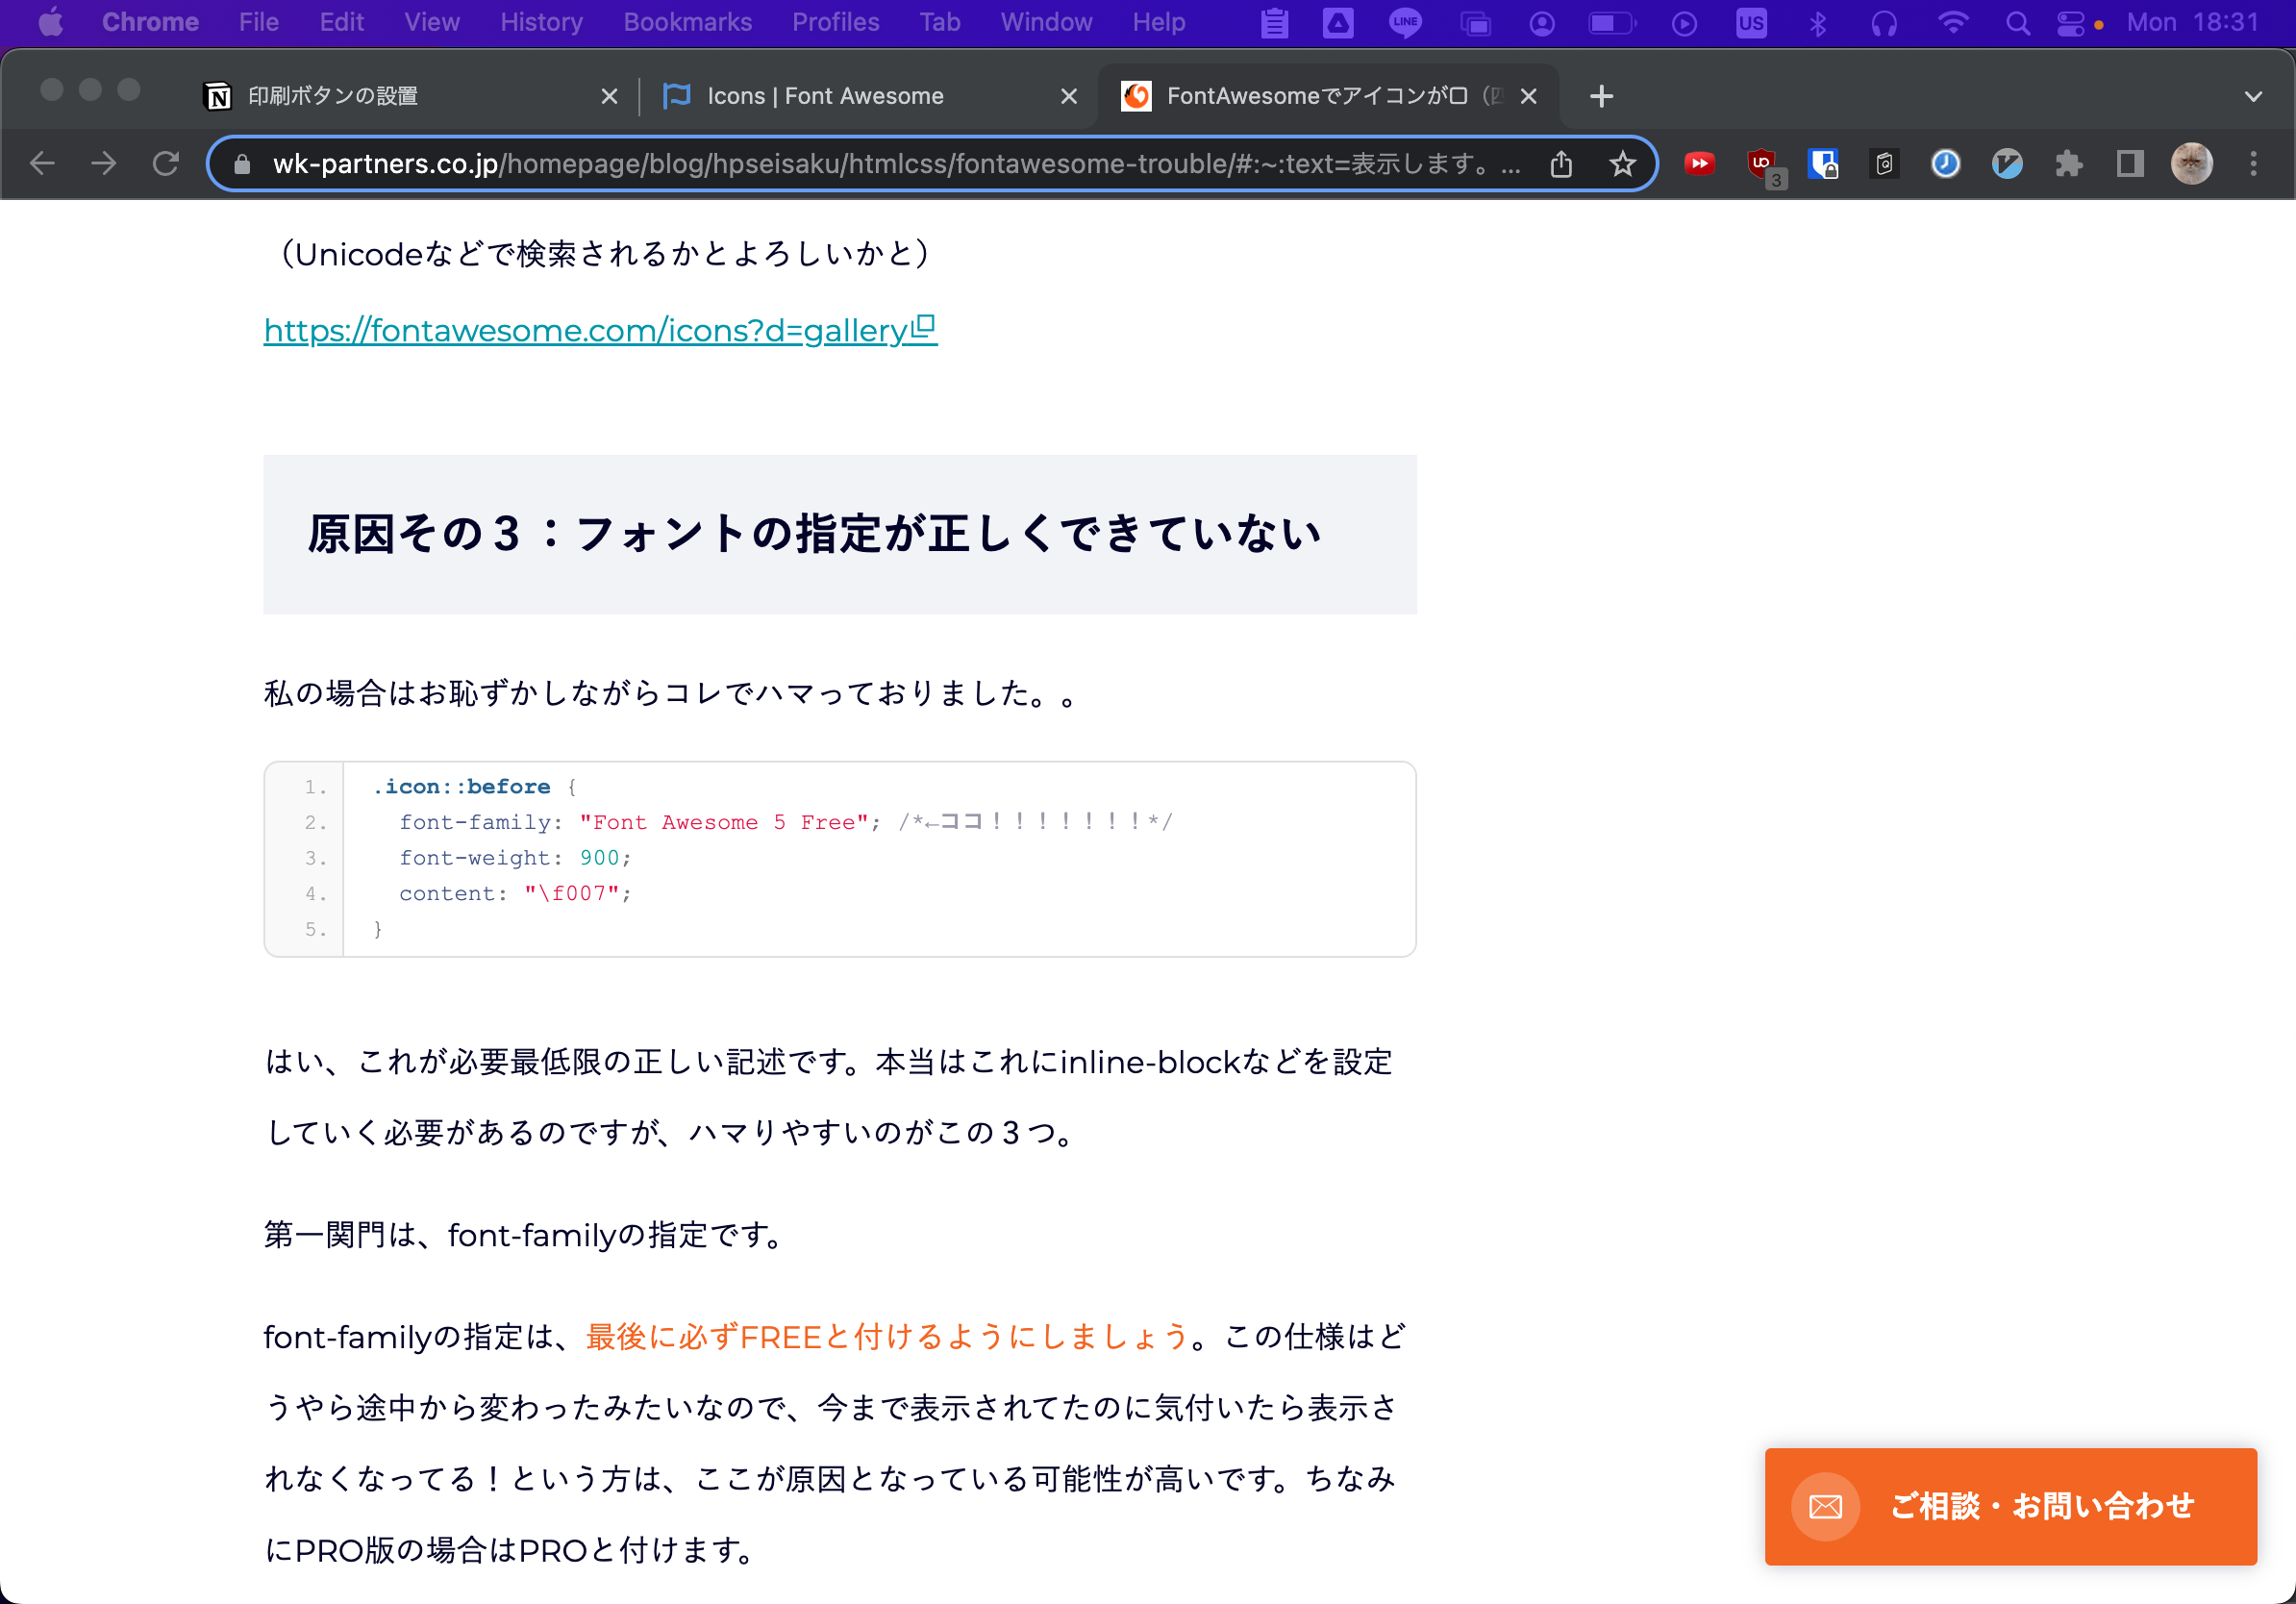 Chrome File Edit View History Bookmarks Profiles Tab Window Help LINE US Mon 18:31
印刷ボタンの設置
Icons | Font Awesome
FontAwesomeでアイコンが口（
wk-partners.co.jp/homepage/blog/hpseisaku/htmlcss/fontawesome-trouble/#:~:text=表示します。...
3
（Unicodeなどで検索されるかとよろしいかと）
https://fontawesome.com/icons?d=gallery
原因その３：フォントの指定が正しくできていない
私の場合はお恥ずかしながらコレでハマっておりました。。
1. .icon::before {
2. font-family: "Font Awesome 5 Free"; /*←ココ！！！！！！！*/
3. font-weight: 900;
4. content: "\f007";
5. }
はい、これが必要最低限の正しい記述です。本当はこれにinline-blockなどを設定
していく必要があるのですが、ハマりやすいのがこの３つ。
第一関門は、font-familyの指定です。
font-familyの指定は、最後に必ずFREEと付けるようにしましょう。この仕様はど
うやら途中から変わったみたいなので、今まで表示されてたのに気付いたら表示さ
れなくなってる！という方は、ここが原因となっている可能性が高いです。ちなみ
にPRO版の場合はPROと付けます。
ご相談・お問い合わせ